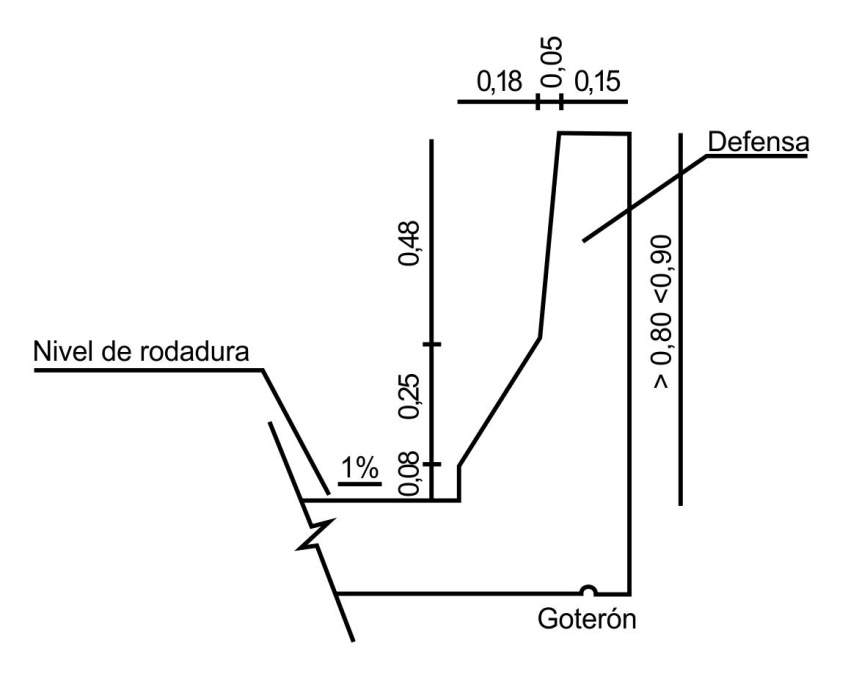 0,18
0,05
0,15
Defensa
0,48
> 0,80 <0,90
Nivel de rodadura
0,25
1%
0,08
Goterón